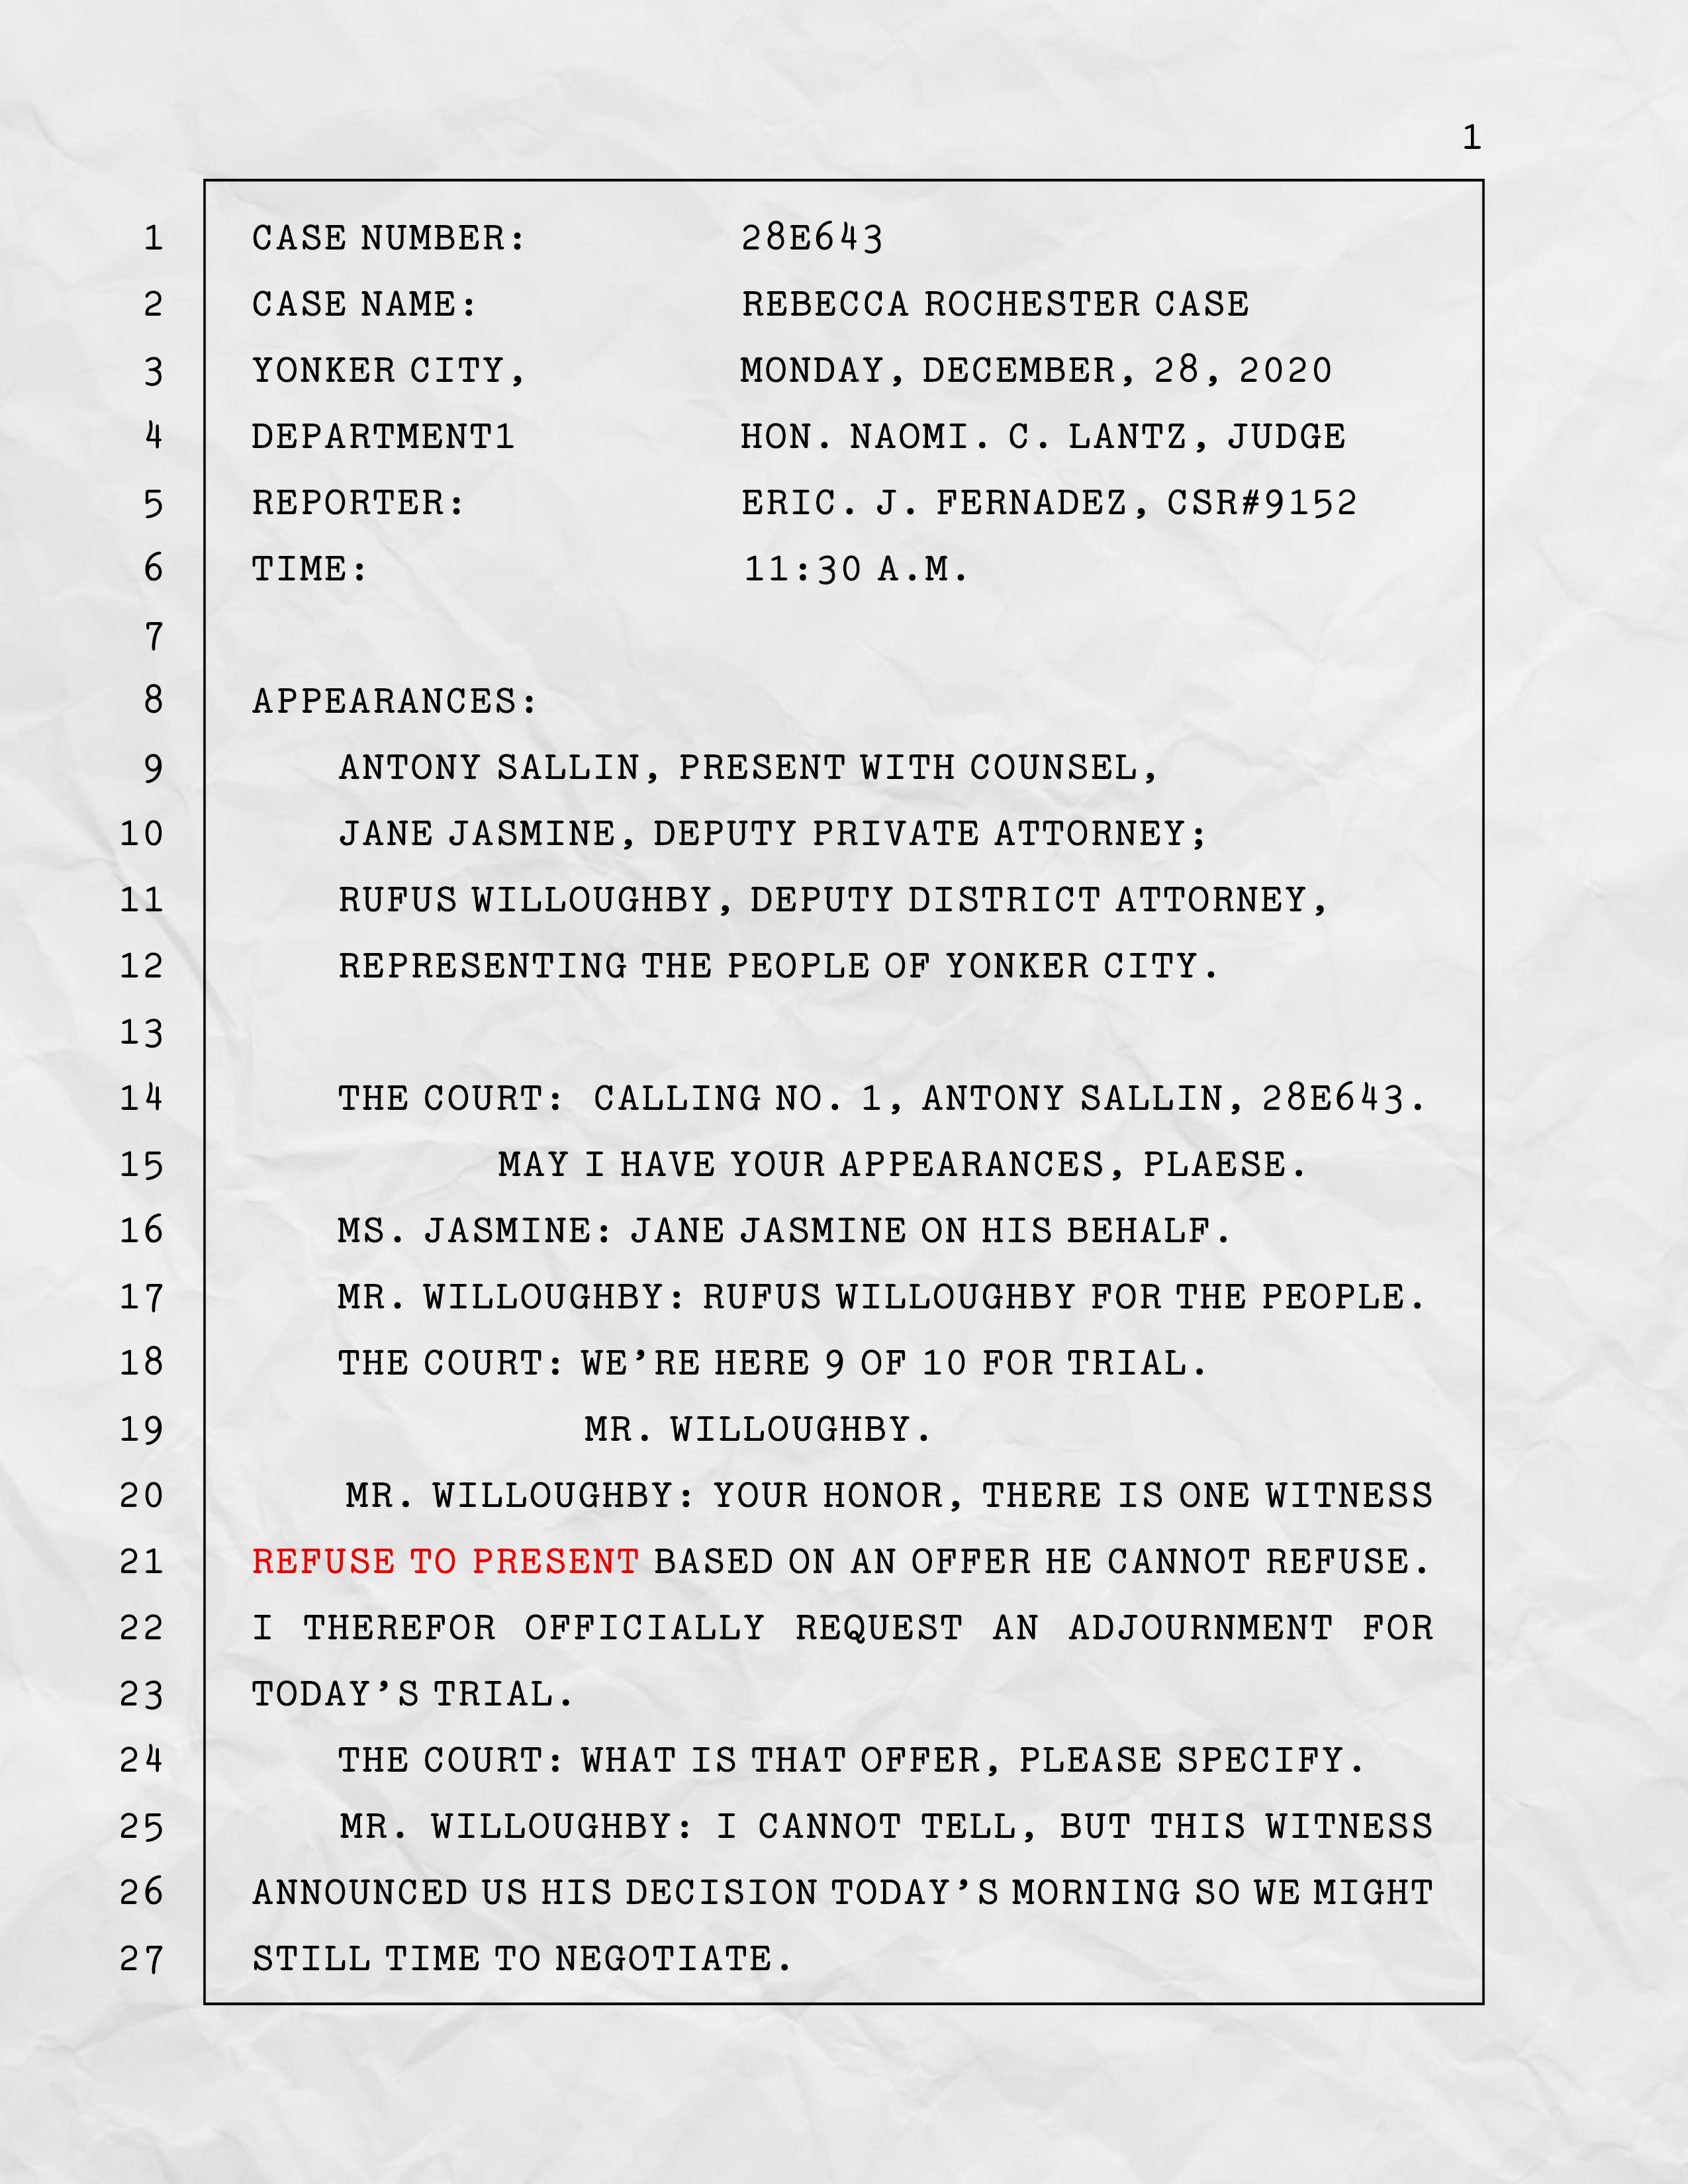 1
1 CASE NUMBER: 28E643
2 CASE NAME: REBECCA ROCHESTER CASE
3 YONKER CITY, MONDAY, DECEMBER, 28, 2020
4 DEPARTMENT1 HON. NAOMI. C. LANTZ, JUDGE
5 REPORTER: ERIC. J. FERNADEZ, CSR#9152
6 TIME: 11:30 A.M.
7
8 APPEARANCES:
9 ANTONY SALLIN, PRESENT WITH COUNSEL,
10 JANE JASMINE, DEPUTY PRIVATE ATTORNEY;
11 RUFUS WILLOUGHBY, DEPUTY DISTRICT ATTORNEY,
12 REPRESENTING THE PEOPLE OF YONKER CITY.
13
14 THE COURT: CALLING NO. 1, ANTONY SALLIN, 28E643.
15 MAY I HAVE YOUR APPEARANCES, PLAESE.
16 MS. JASMINE: JANE JASMINE ON HIS BEHALF.
17 MR. WILLOUGHBY: RUFUS WILLOUGHBY FOR THE PEOPLE.
18 THE COURT: WE’RE HERE 9 OF 10 FOR TRIAL.
19 MR. WILLOUGHBY.
20 MR. WILLOUGHBY: YOUR HONOR, THERE IS ONE WITNESS
21 REFUSE TO PRESENT BASED ON AN OFFER HE CANNOT REFUSE.
22 I THEREFOR OFFICIALLY REQUEST AN ADJOURNMENT FOR
23 TODAY’S TRIAL.
24 THE COURT: WHAT IS THAT OFFER, PLEASE SPECIFY.
25 MR. WILLOUGHBY: I CANNOT TELL, BUT THIS WITNESS
26 ANNOUNCED US HIS DECISION TODAY’S MORNING SO WE MIGHT
27 STILL TIME TO NEGOTIATE.